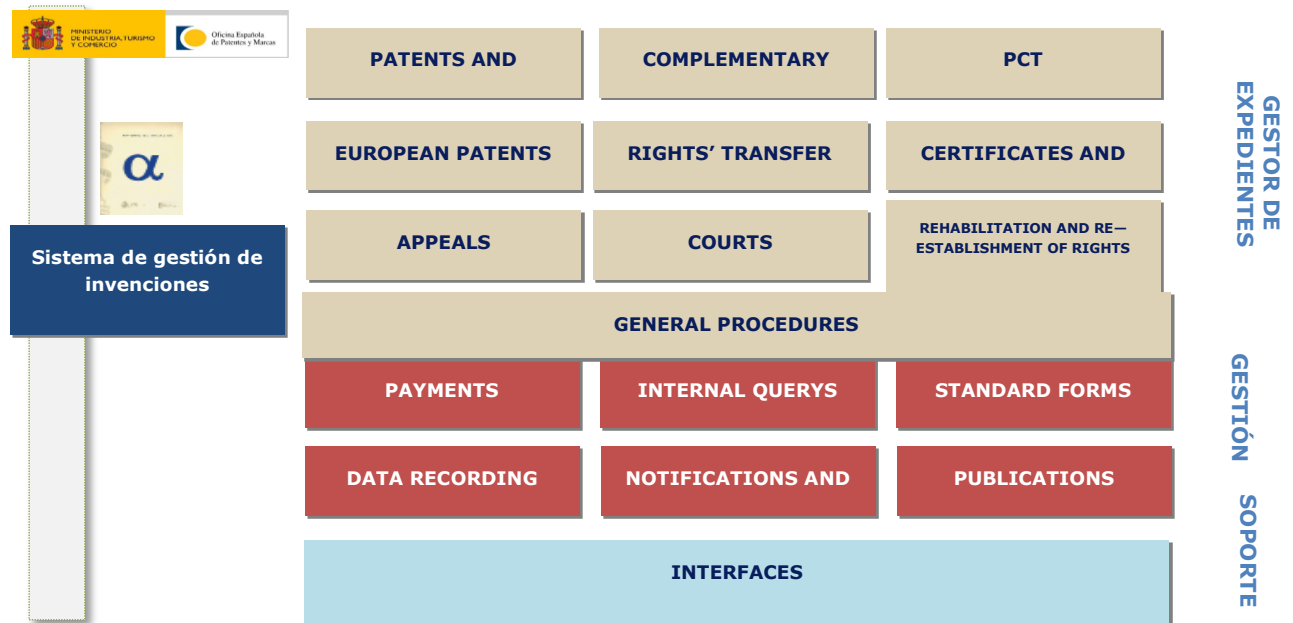 MINISTERIO
DE INDUSTRIA, TURISMO
Y COMERCIO
Oficina Española
de Patentes y Marcas
α
Sistema de gestión de
invenciones
PATENTS AND
COMPLEMENTARY
PCT
EUROPEAN PATENTS
RIGHTS’ TRANSFER
CERTIFICATES AND
APPEALS
COURTS
REHABILITATION AND RE—
ESTABLISHMENT OF RIGHTS
GENERAL PROCEDURES
PAYMENTS
INTERNAL QUERYS
STANDARD FORMS
DATA RECORDING
NOTIFICATIONS AND
PUBLICATIONS
INTERFACES
GESTOR DE
EXPEDIENTES
GESTIÓN
SOPORTE